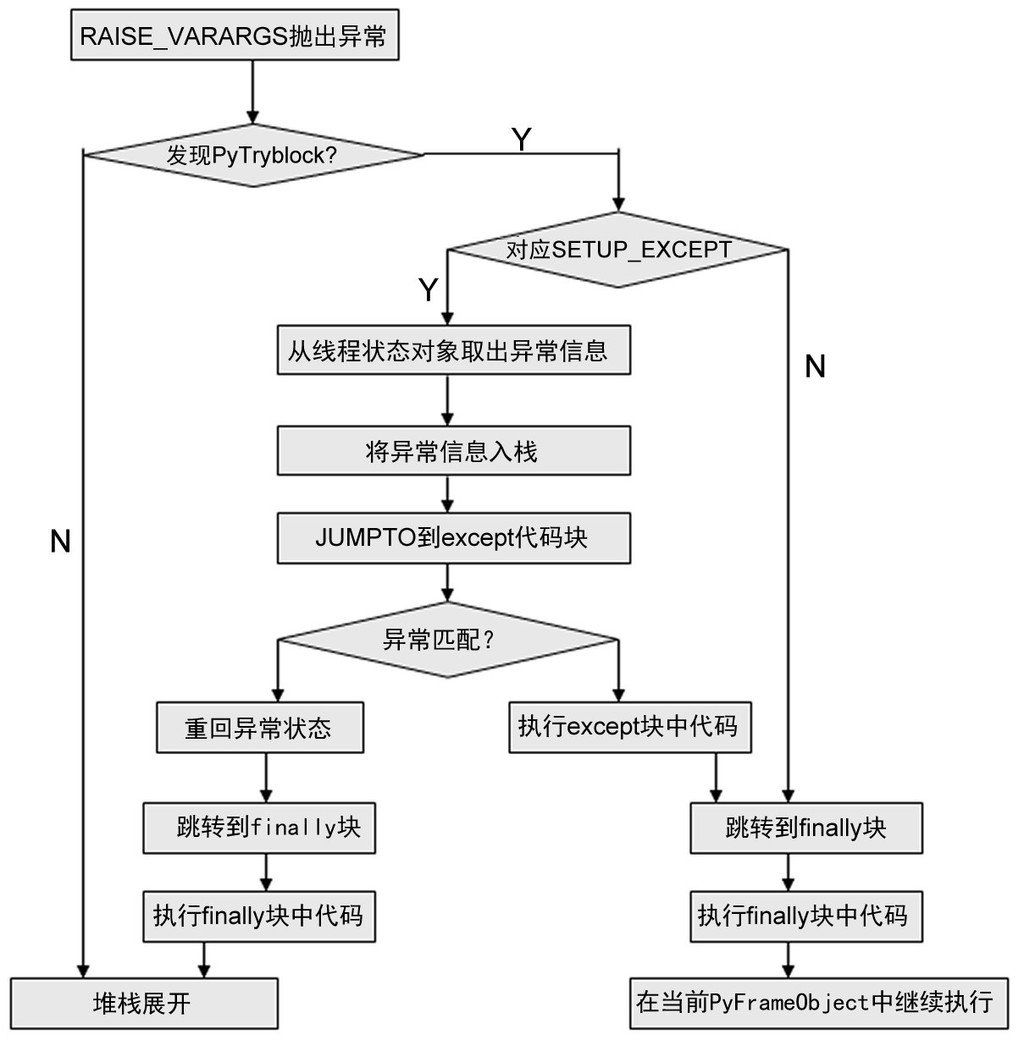 RAISE_VARARGS抛出异常
发现PyTryblock?
Y
对应SETUP_EXCEPT
Y
从线程状态对象取出异常信息
N
将异常信息入栈
JUMPTO到except代码块
N
异常匹配?
重回异常状态
执行except块中代码
跳转到finally块
跳转到finally块
执行finally块中代码
执行finally块中代码
堆栈展开
在当前PyFrameObject中继续执行